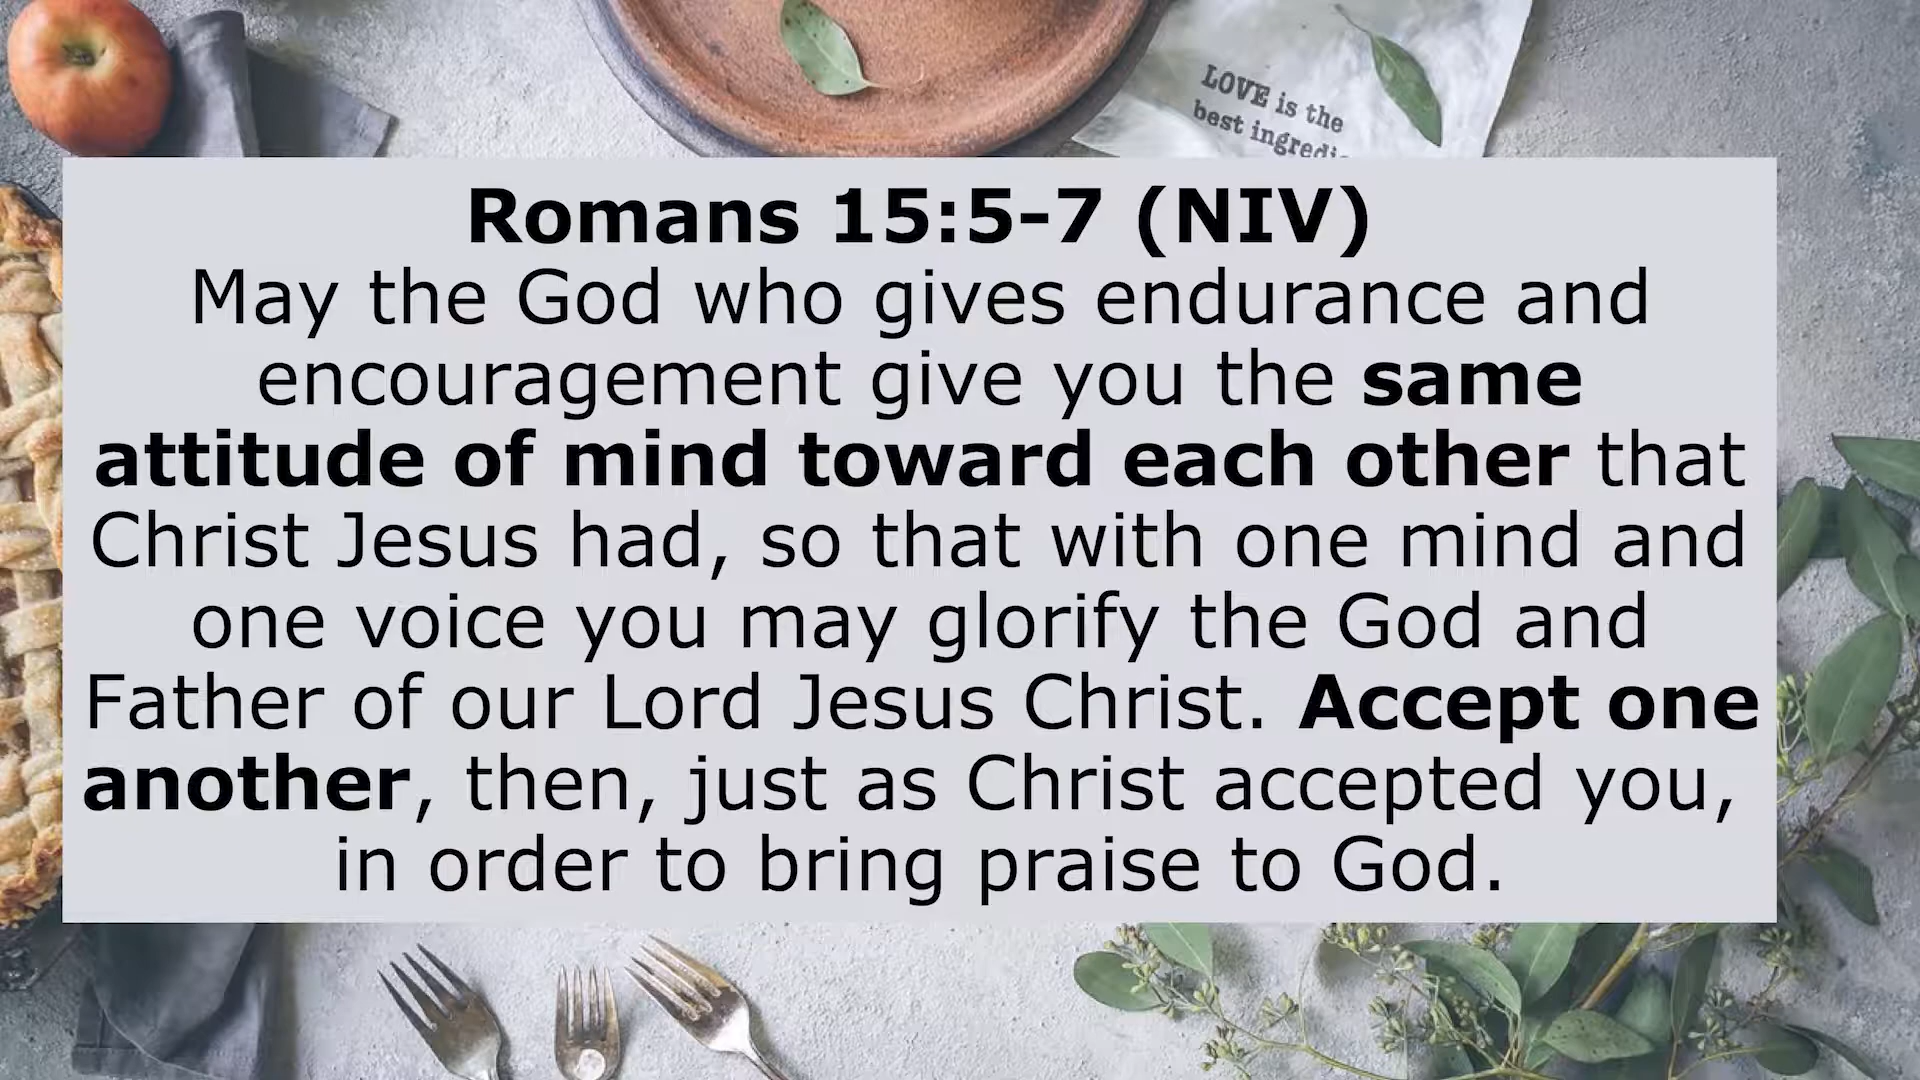 LOVE is the
best
Romans 15:5-7 (NIV)
May the God who gives endurance and
encouragement give you the same
attitude of mind toward each other that
Christ Jesus had, so that with one mind and
one voice you may glorify the God and
Father of our Lord Jesus Christ. Accept one
another, then, just as Christ accepted you,
in order to bring praise to God.